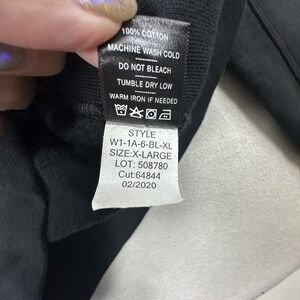 100% COTTON
MACHINE WASH COLD
DO NOT BLEACH
TUMBLE DRY LOW
WARM IRON IF NEEDED
STYLE
W1-1A-6-BL-XL
SIZE:X-LARGE
LOT: 508780
Cut:64844
02/2020